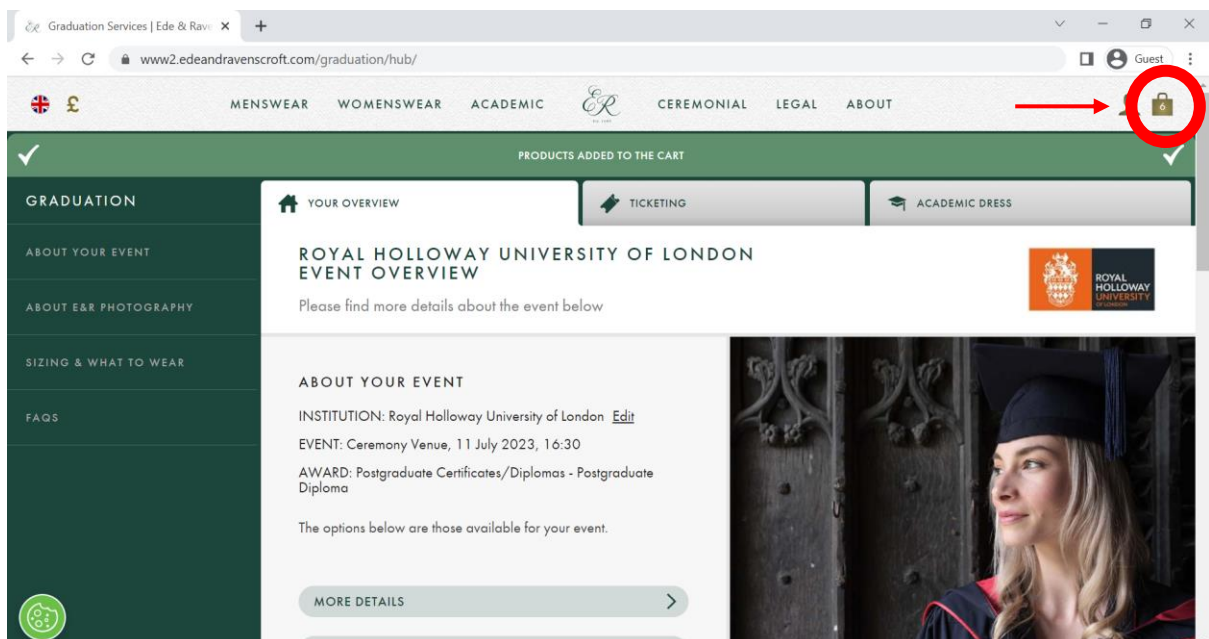 Graduation Services | Ede & Rave
www2.edeandravenscroft.com/graduation/hub/
Guest
£
MENSWEAR WOMENSWEAR ACADEMIC ER CEREMONIAL LEGAL ABOUT
6
PRODUCTS ADDED TO THE CART
GRADUATION
YOUR OVERVIEW
TICKETING
ACADEMIC DRESS
ABOUT YOUR EVENT
ABOUT E&R PHOTOGRAPHY
SIZING & WHAT TO WEAR
FAQS
ROYAL HOLLOWAY UNIVERSITY OF LONDON
EVENT OVERVIEW
Please find more details about the event below
ROYAL
HOLLOWAY
UNIVERSITY
OF LONDON
ABOUT YOUR EVENT
INSTITUTION: Royal Holloway University of London Edit
EVENT: Ceremony Venue, 11 July 2023, 16:30
AWARD: Postgraduate Certificates/Diplomas - Postgraduate
Diploma
The options below are those available for your event.
MORE DETAILS